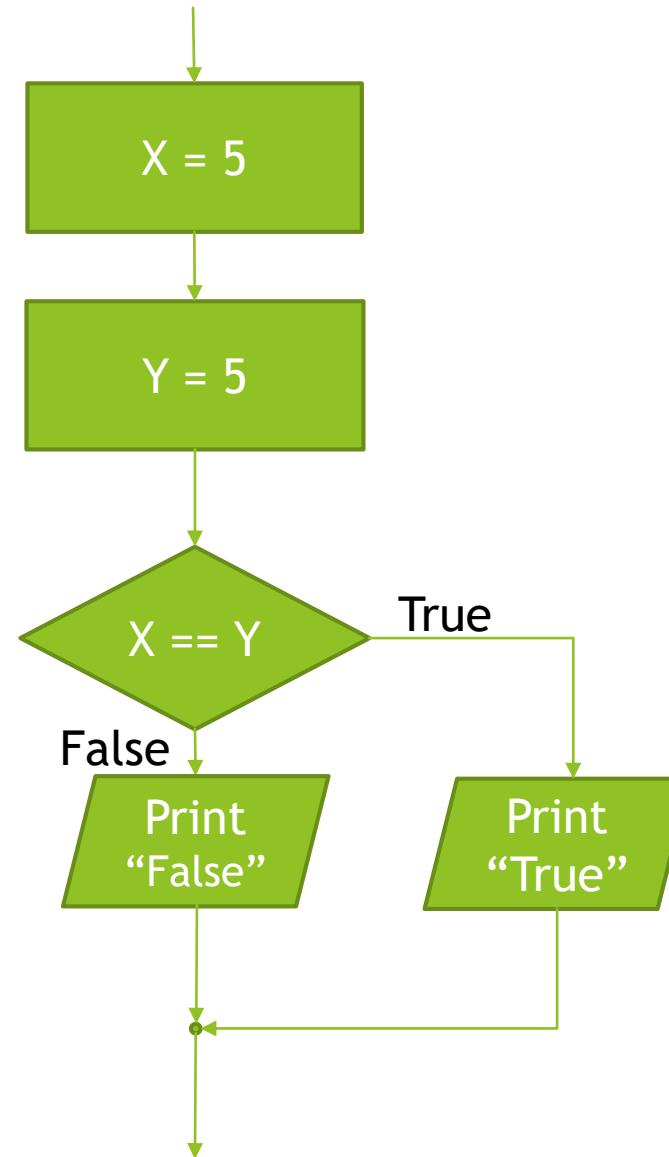 X = 5
Y = 5
X == Y
True
False
Print
“False”
Print
“True”